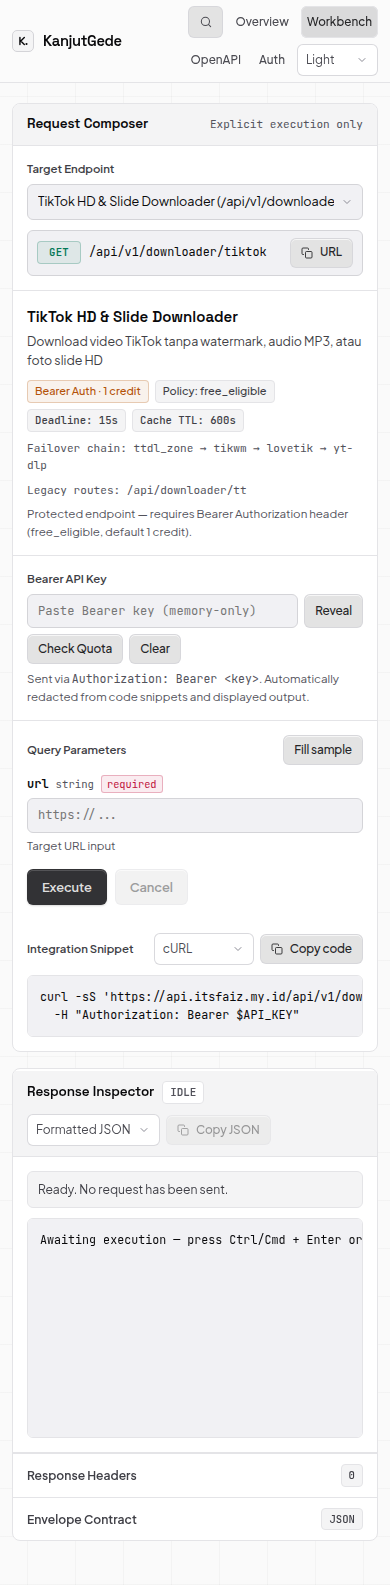 K. KanjutGede
Overview Workbench
OpenAPI Auth Light
Request Composer Explicit execution only
Target Endpoint
TikTok HD & Slide Downloader (/api/v1/downloade
GET /api/v1/downloader/tiktok URL
TikTok HD & Slide Downloader
Download video TikTok tanpa watermark, audio MP3, atau
foto slide HD
Bearer Auth · 1 credit Policy: free_eligible
Deadline: 15s Cache TTL: 600s
Failover chain: ttdl_zone → tikwm → lovetik → yt-
dlp
Legacy routes: /api/downloader/tt
Protected endpoint — requires Bearer Authorization header
(free_eligible, default 1 credit).
Bearer API Key
Paste Bearer key (memory-only) Reveal
Check Quota Clear
Sent via Authorization: Bearer <key>. Automatically
redacted from code snippets and displayed output.
Query Parameters Fill sample
url string required
https://...
Target URL input
Execute Cancel
Integration Snippet cURL Copy code
curl -sS 'https://api.itsfaiz.my.id/api/v1/dow
-H "Authorization: Bearer $API_KEY"
Response Inspector IDLE
Formatted JSON Copy JSON
Ready. No request has been sent.
Awaiting execution — press Ctrl/Cmd + Enter or
Response Headers 0
Envelope Contract JSON